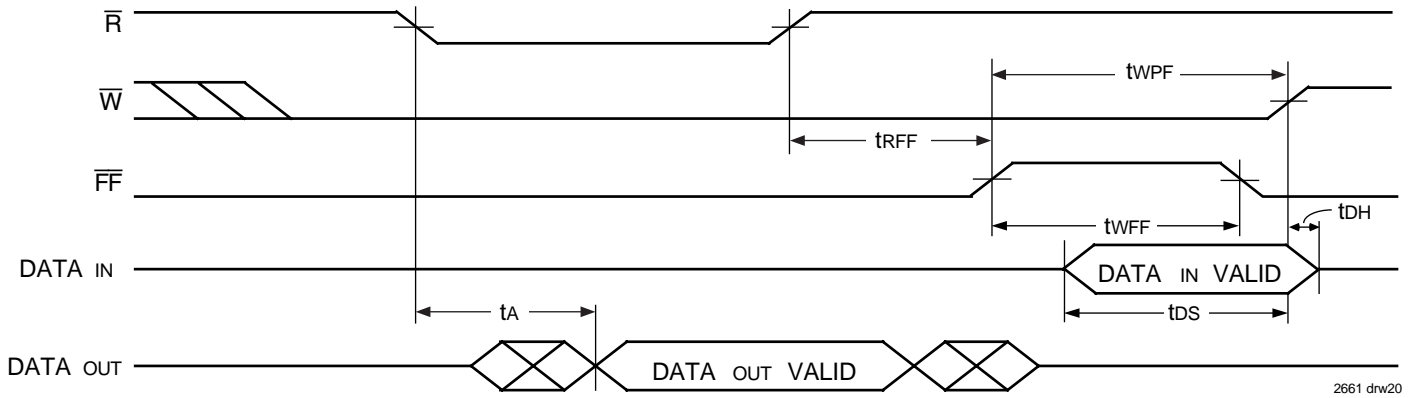 R
tWPF
W
tRFF
FF
tDH
tWFF
DATA IN
DATA IN VALID
tA
tDS
DATA OUT
DATA OUT VALID
2661 drw20